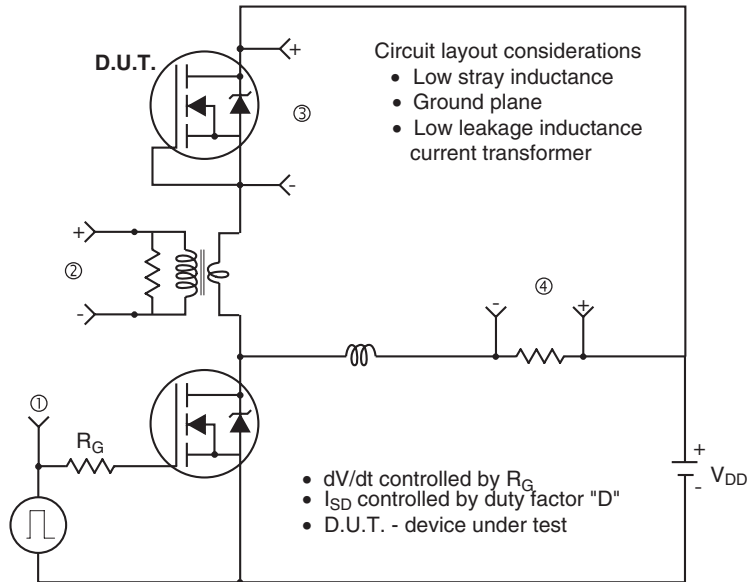 D.U.T.
+
Circuit layout considerations
• Low stray inductance
• Ground plane
• Low leakage inductance
current transformer
③
-
+
②
-
④
- +
①
R_G
+
V_DD
-
• dV/dt controlled by R_G
• I_SD controlled by duty factor "D"
• D.U.T. - device under test